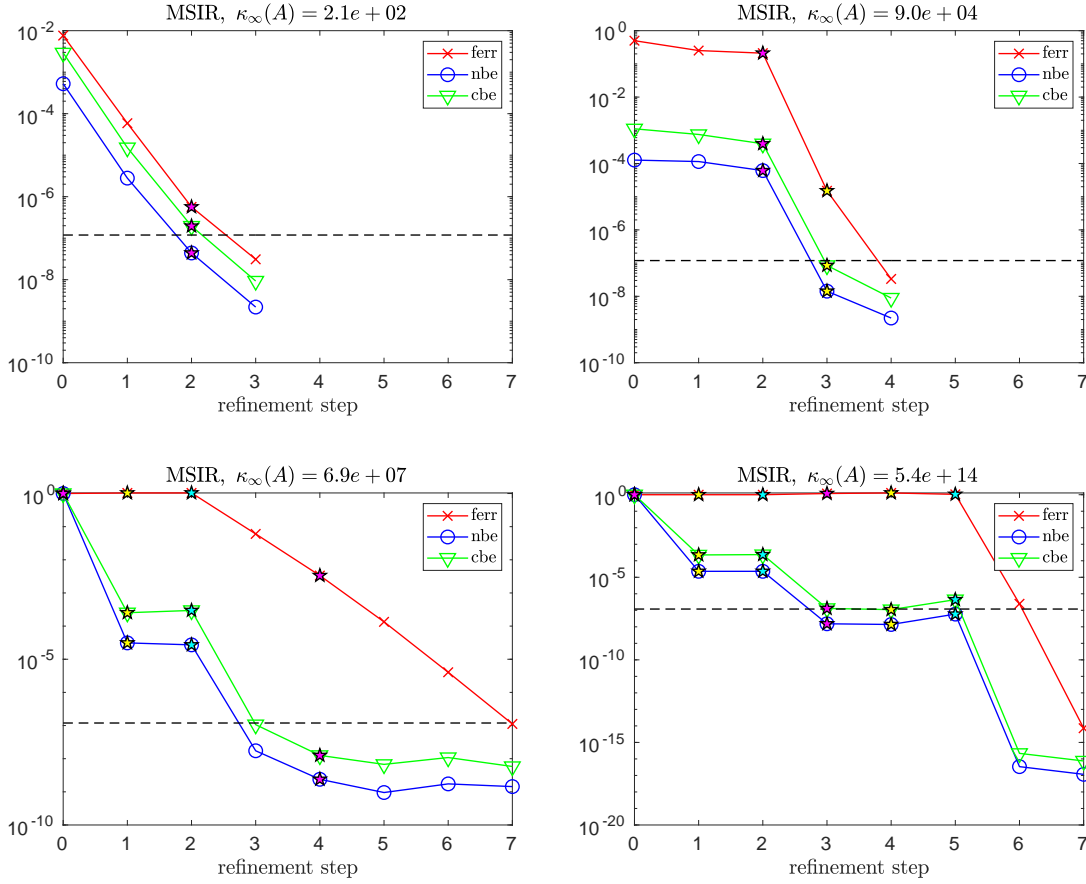 MSIR, κ∞(A) = 2.1e + 02
10^-2
10^-4
10^-6
10^-8
10^-10
ferr
nbe
cbe
0 1 2 3 4 5 6 7
refinement step
MSIR, κ∞(A) = 9.0e + 04
10^0
10^-2
10^-4
10^-6
10^-8
10^-10
ferr
nbe
cbe
0 1 2 3 4 5 6 7
refinement step
MSIR, κ∞(A) = 6.9e + 07
10^0
10^-5
10^-10
ferr
nbe
cbe
0 1 2 3 4 5 6 7
refinement step
MSIR, κ∞(A) = 5.4e + 14
10^0
10^-5
10^-10
10^-15
10^-20
ferr
nbe
cbe
0 1 2 3 4 5 6 7
refinement step